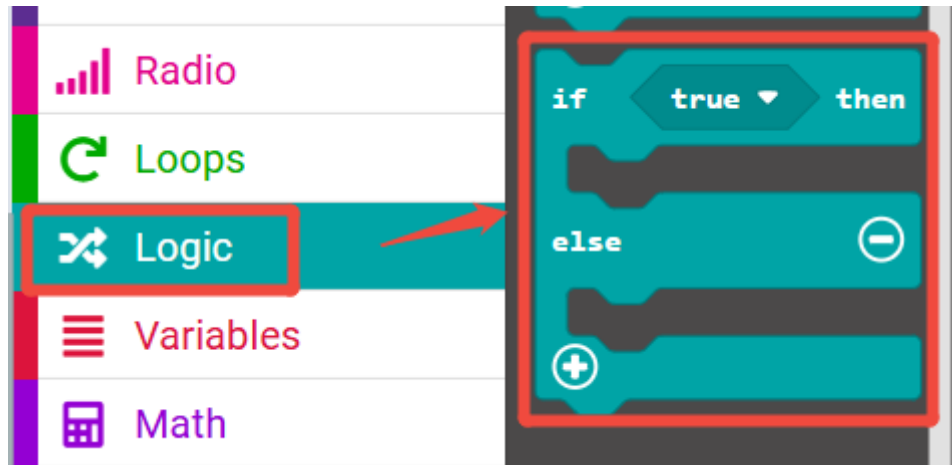 Radio
Loops
Logic
Variables
Math
if true then
else